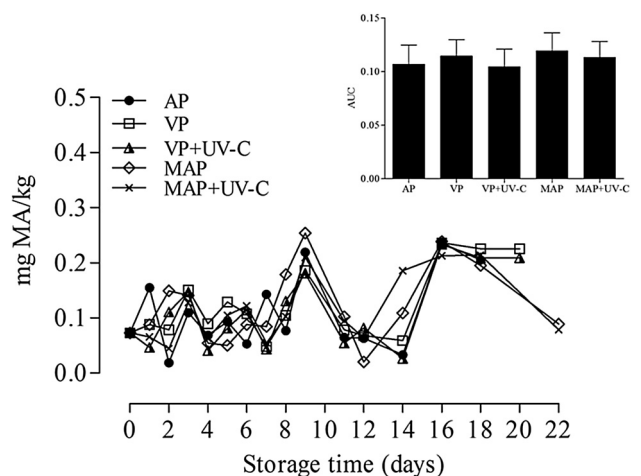 0.15
0.10
0.05
0.00
AUC
AP
VP
VP+UV-C
MAP
MAP+UV-C
AP
VP
VP+UV-C
MAP
MAP+UV-C
0.5
0.4
0.3
0.2
0.1
0.0
mg MA/kg
0 2 4 6 8 10 12 14 16 18 20 22
Storage time (days)